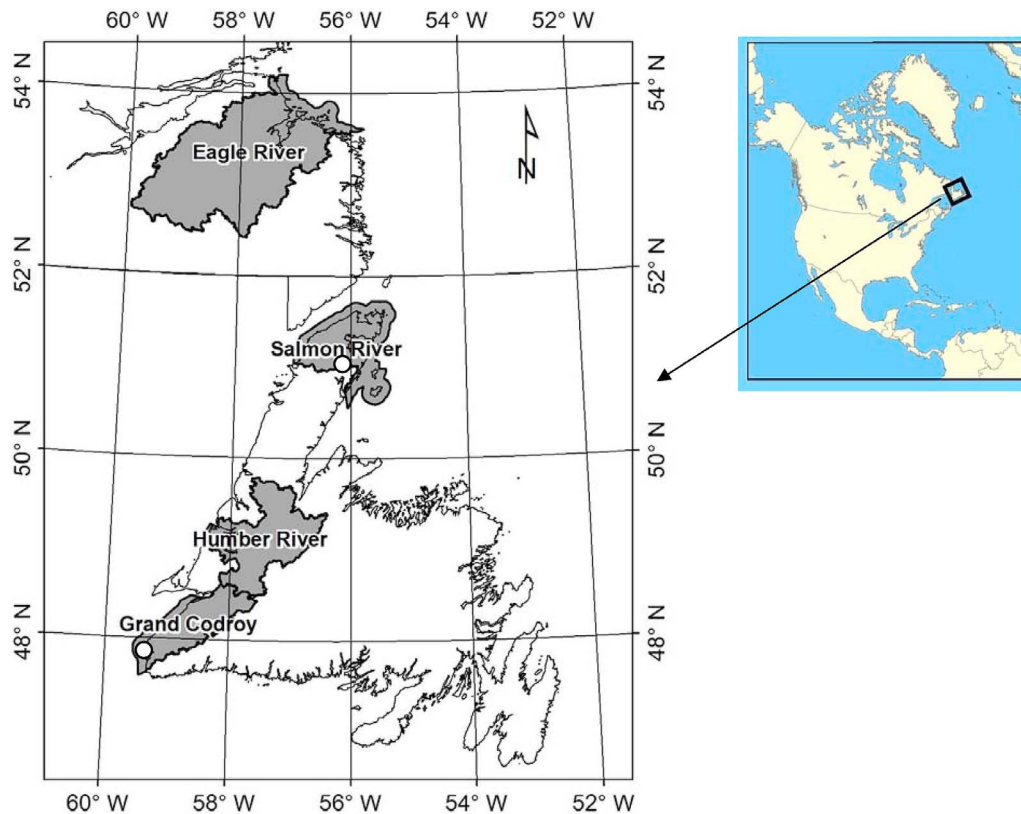 60° W 58° W 56° W 54° W 52° W
54° N 54° N
Eagle River
N
52° N 52° N
Salmon River
50° N 50° N
Humber River
Grand Codroy
48° N 48° N
60° W 58° W 56° W 54° W 52° W